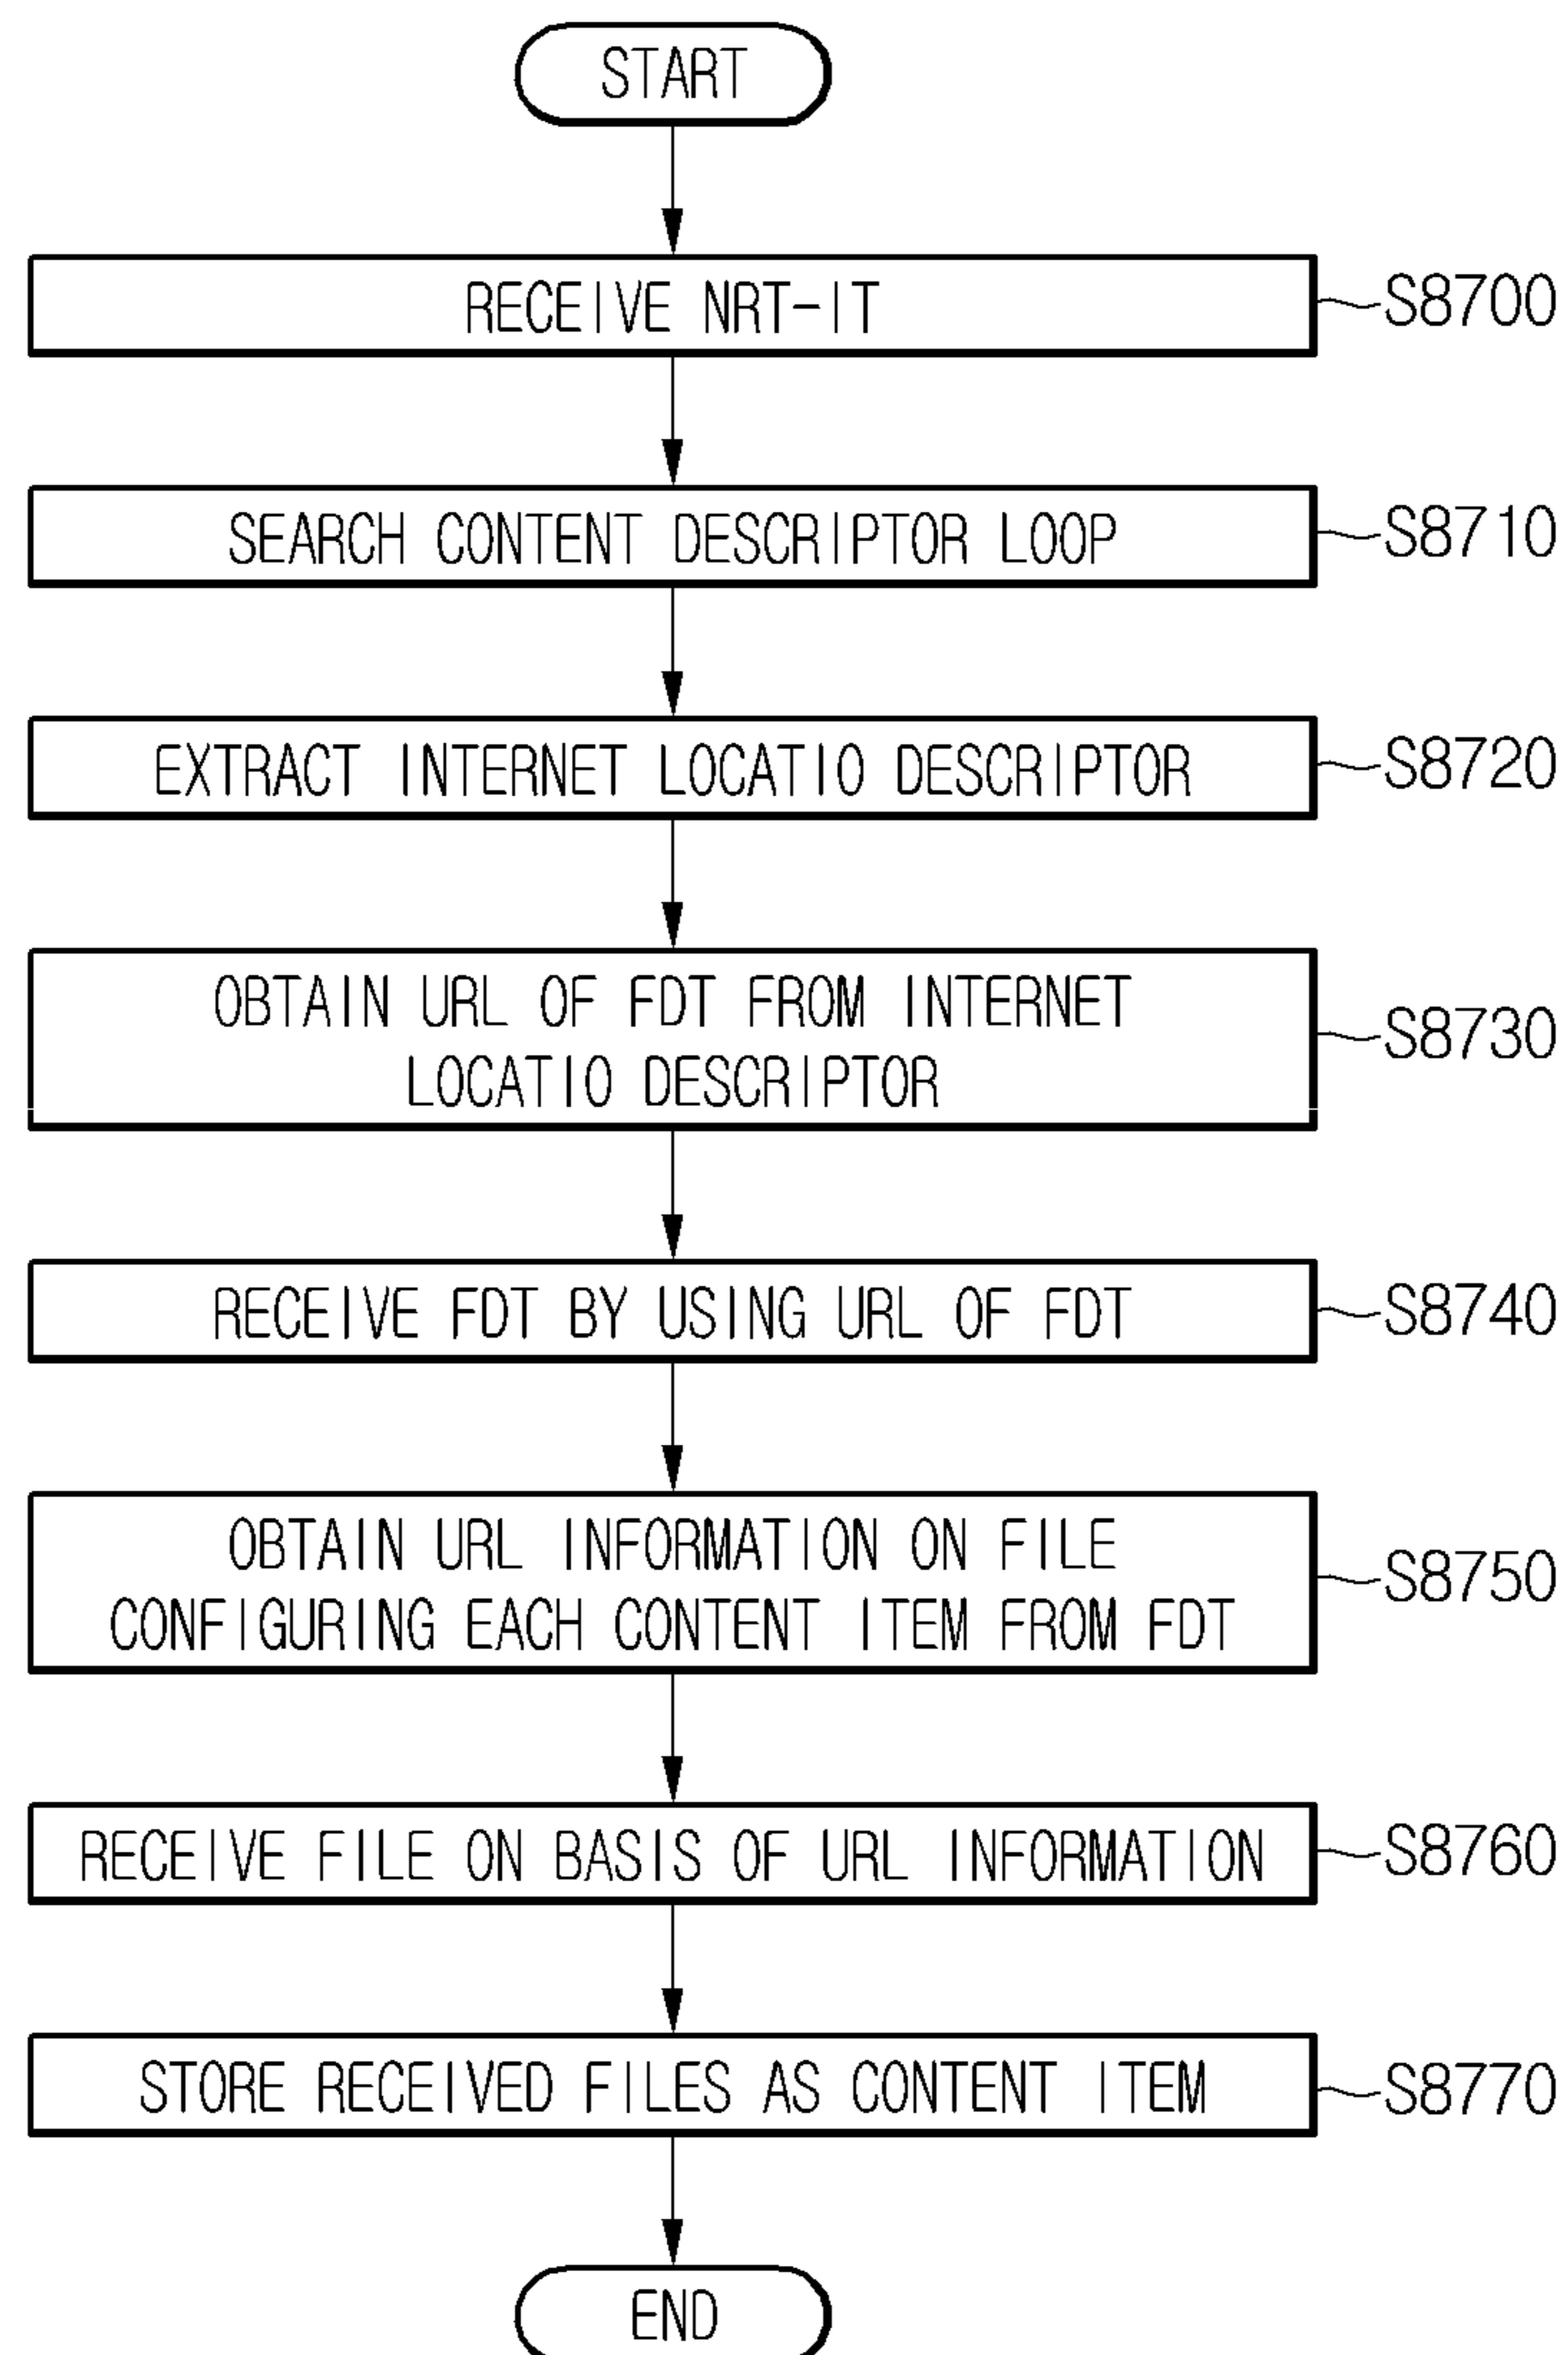 START
RECEIVE NRT-IT
S8700
SEARCH CONTENT DESCRIPTOR LOOP
S8710
EXTRACT INTERNET LOCATIO DESCRIPTOR
S8720
OBTAIN URL OF FDT FROM INTERNET
LOCATIO DESCRIPTOR
S8730
RECEIVE FDT BY USING URL OF FDT
S8740
OBTAIN URL INFORMATION ON FILE
CONFIGURING EACH CONTENT ITEM FROM FDT
S8750
RECEIVE FILE ON BASIS OF URL INFORMATION
S8760
STORE RECEIVED FILES AS CONTENT ITEM
S8770
END